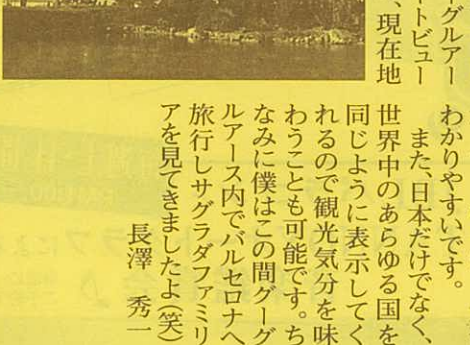 グルアー
トビュー
、現在地
わかりやすいです。
また、日本だけでなく、
世界中のあらゆる国を
同じように表示してく
れるので観光気分を味
わうことも可能です。ち
なみに僕はこの間グーグ
ルアース内でバルセロナへ
旅行しサグラダファミリ
アを見てきましたよ(笑)
長澤 秀一